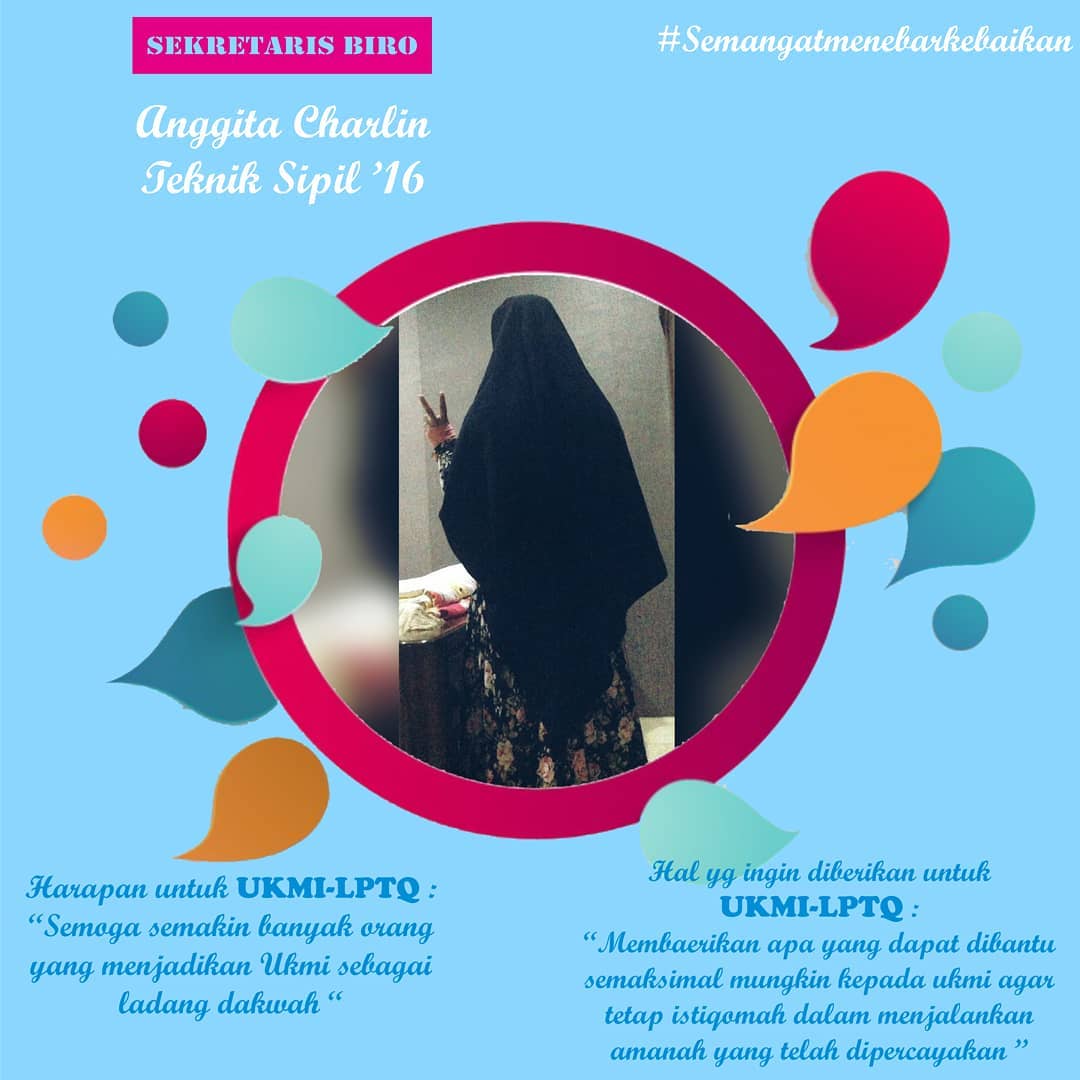 SEKRETARIS BIRO
#Semangatmenebarkebaikan
Anggita Charlin
Teknik Sipil ’16
Harapan untuk UKMI-LPTQ :
“Semoga semakin banyak orang
yang menjadikan Ukmi sebagai
ladang dakwah “
Hal yg ingin diberikan untuk
UKMI-LPTQ :
“Membaerikan apa yang dapat dibantu
semaksimal mungkin kepada ukmi agar
tetap istiqomah dalam menjalankan
amanah yang telah dipercayakan ”